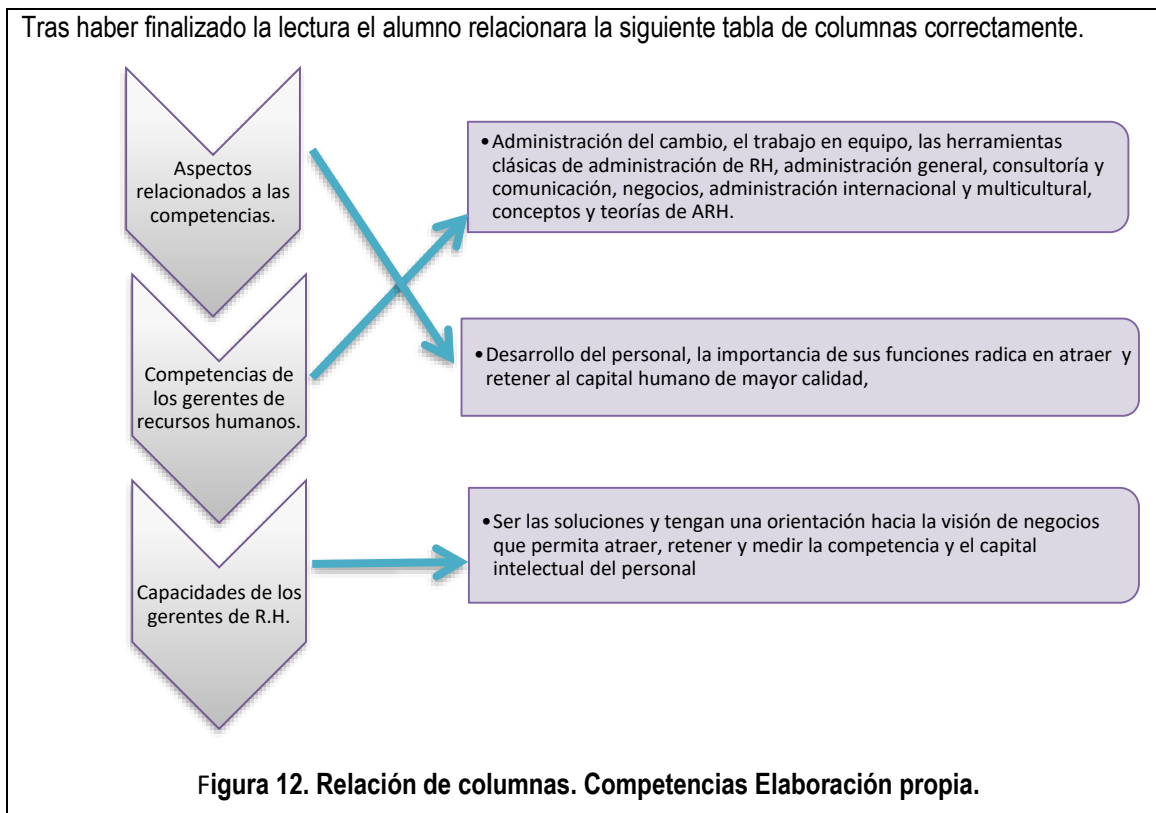 Tras haber finalizado la lectura el alumno relacionara la siguiente tabla de columnas correctamente.
Aspectos
relacionados a las
competencias.
•Administración del cambo, el trabajo en equipo, las herramientas
clásicas de administración de RH, administración general, consultoría y
comunicación, negocios, administración internacional y multicultural,
conceptos y teorías de ARH.
Competencias de
los gerentes de
recursos humanos.
•Desarrollo del personal, la importancia de sus funciones radica en atraer y
retener al capital humano de mayor calidad,
Capacidades de los
gerentes de R.H.
•Ser las soluciones y tengan una orientación hacia la visión de negocios
que permita atraer, retener y medir la competencia y el capital
intelectual del personal
Figura 12. Relación de columnas. Competencias Elaboración propia.